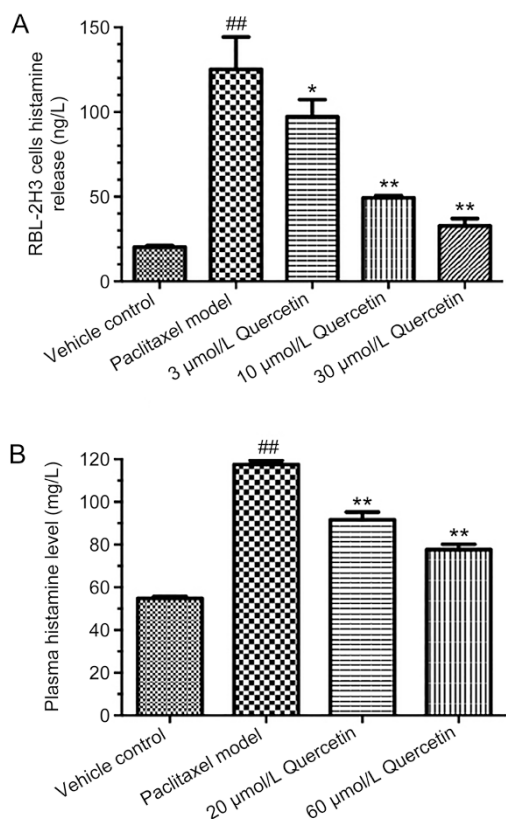 A
RBL-2H3 cells histamine
release (ng/L)
150
100
50
0
##
*
**
**
Vehicle control
Paclitaxel model
3 μmol/L Quercetin
10 μmol/L Quercetin
30 μmol/L Quercetin
B
Plasma histamine level (mg/L)
120
100
80
60
40
20
0
##
**
**
Vehicle control
Paclitaxel model
20 μmol/L Quercetin
60 μmol/L Quercetin